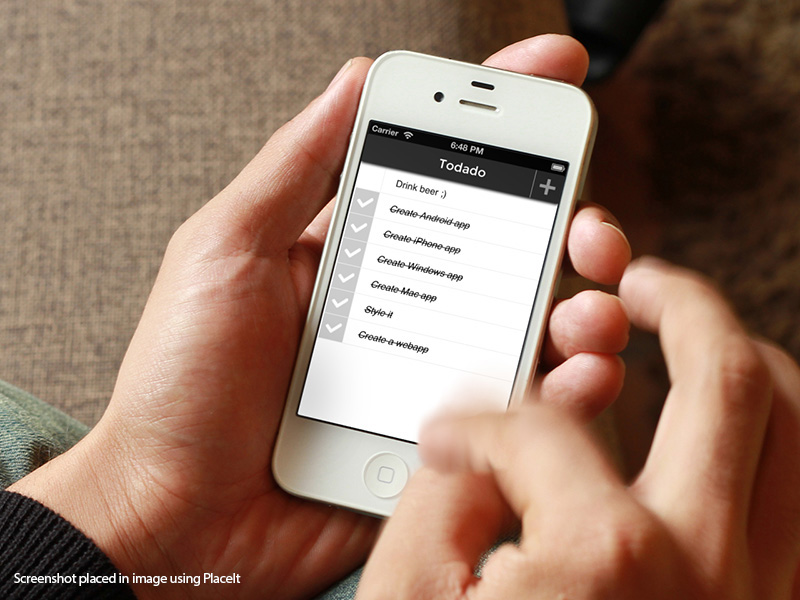 Carrier 6:48 PM
Todado
Drink beer ;)
Create Android app
Create iPhone app
Create Windows app
Create Mac app
Style it
Create a webapp
Screenshot placed in image using PlaceIt